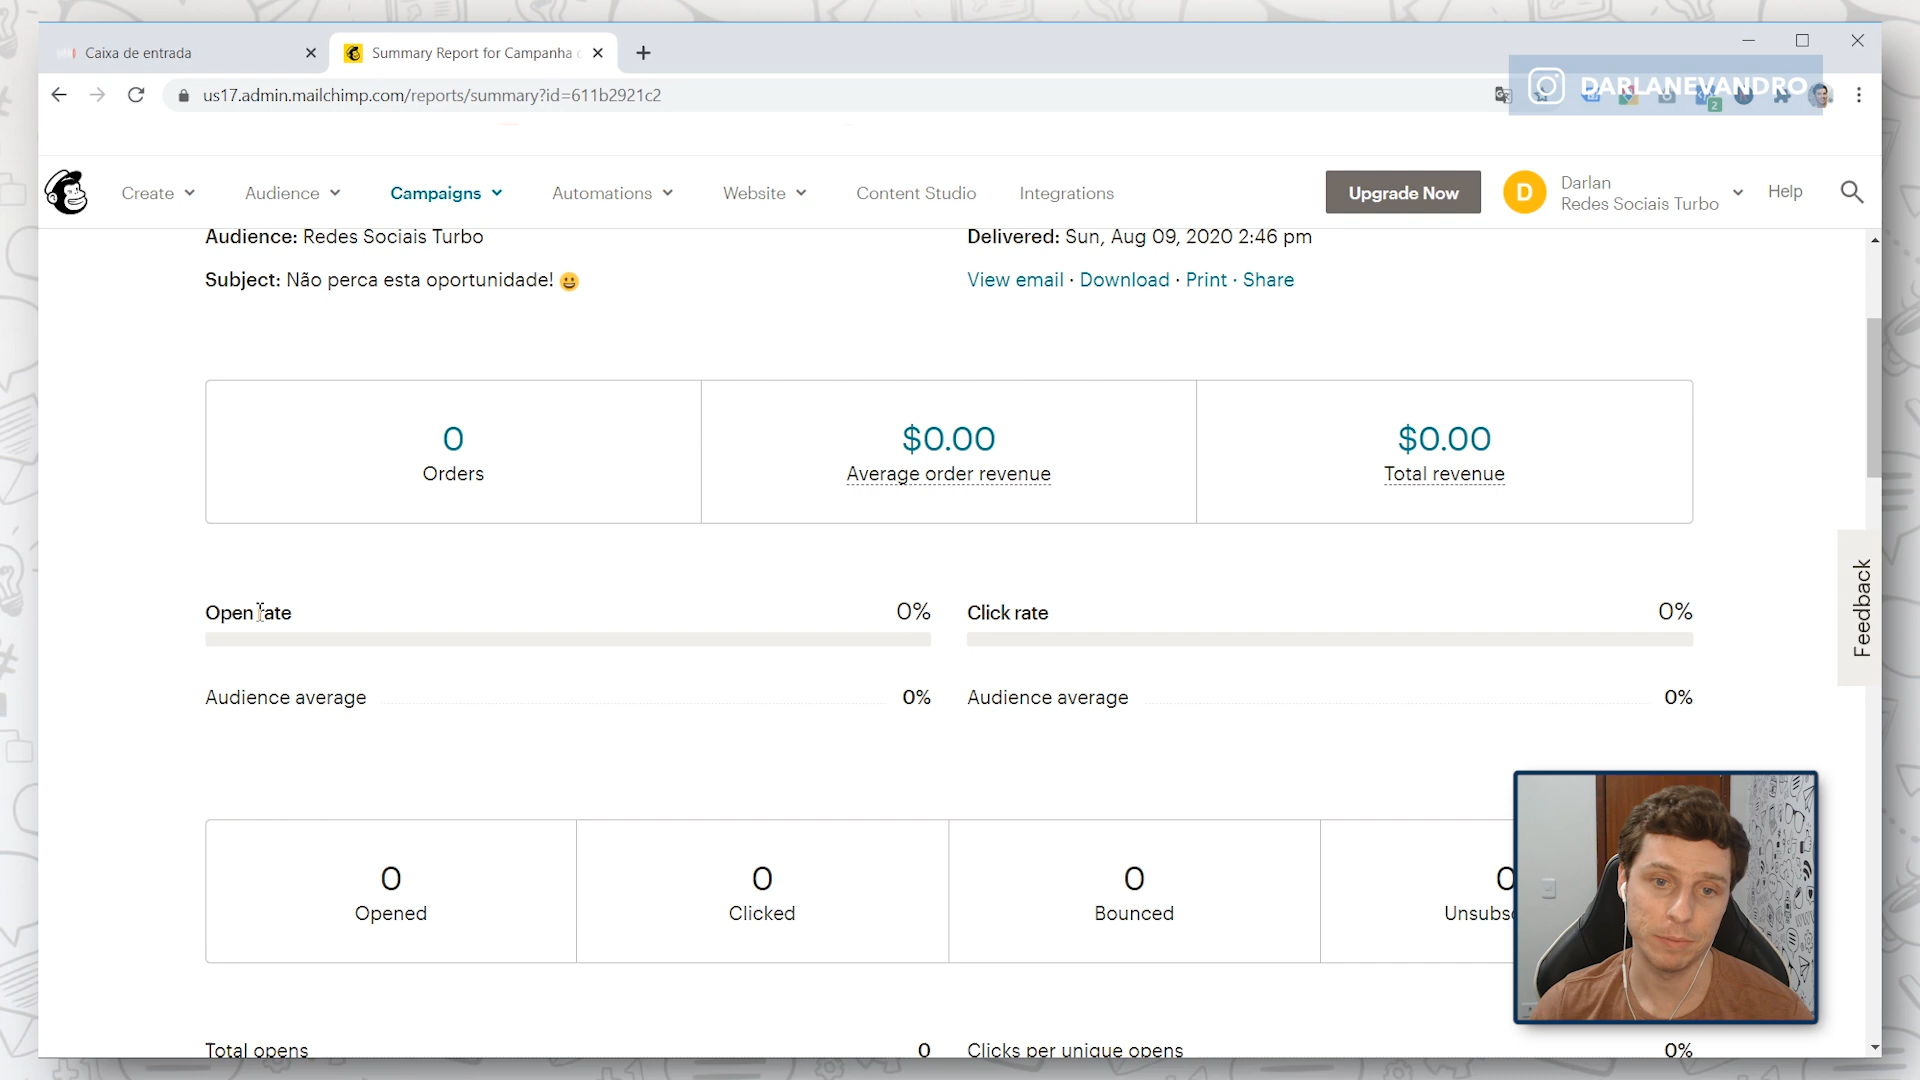 Caixa de entrada
Summary Report for Campanha
DARLANEVANDRO
us17.admin.mailchimp.com/reports/summary?id=611b2921c2
2
Create
Audience
Campaigns
Automations
Website
Content Studio
Integrations
Upgrade Now
D
Darlan
Redes Sociais Turbo
Help
Audience: Redes Sociais Turbo
Delivered: Sun, Aug 09, 2020 2:46 pm
Subject: Não perca esta oportunidade! 😀
View email · Download · Print · Share
0
Orders
$0.00
Average order revenue
$0.00
Total revenue
Feedback
Open rate 0%
Click rate 0%
Audience average 0%
Audience average 0%
0
Opened
0
Clicked
0
Bounced
0
Unsubs
Total opens 0
Clicks per unique opens 0%